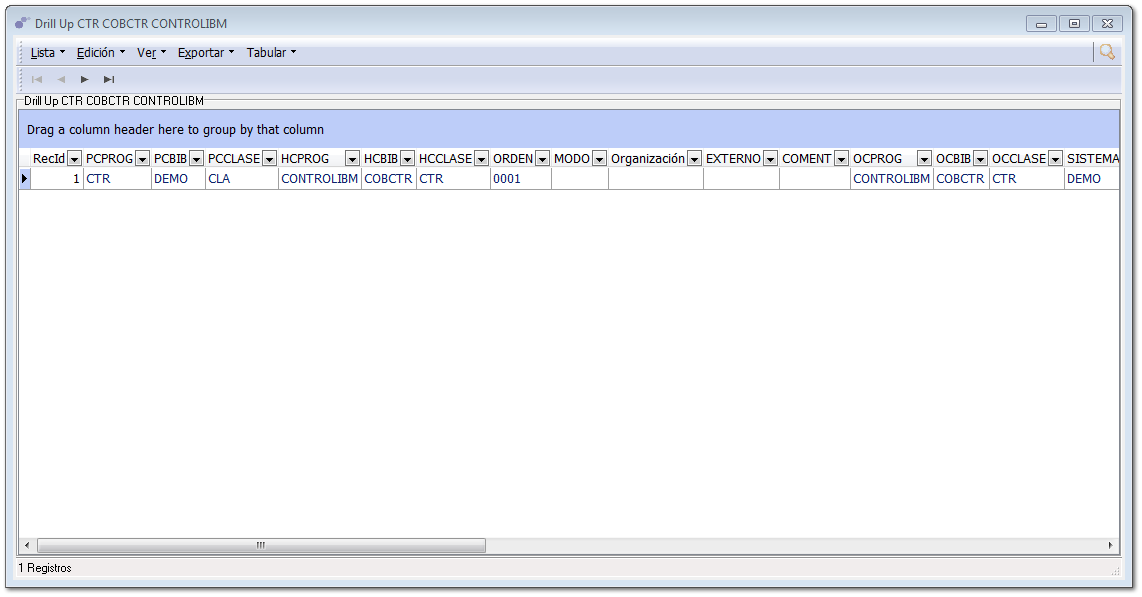 Drill Up CTR COBCTR CONTROLIBM
Lista Edición Ver Exportar Tabular
Drill Up CTR COBCTR CONTROLIBM
Drag a column header here to group by that column
RecId PCPROG PCBIB PCCLASE HCPROG HCBIB HCCLASE ORDEN MODO Organización EXTERNO COMENT OCPROG OCBIB OCCLASE SISTEMA
1 CTR DEMO CLA CONTROLIBM COBCTR CTR 0001 CONTROLIBM COBCTR CTR DEMO
1 Registros